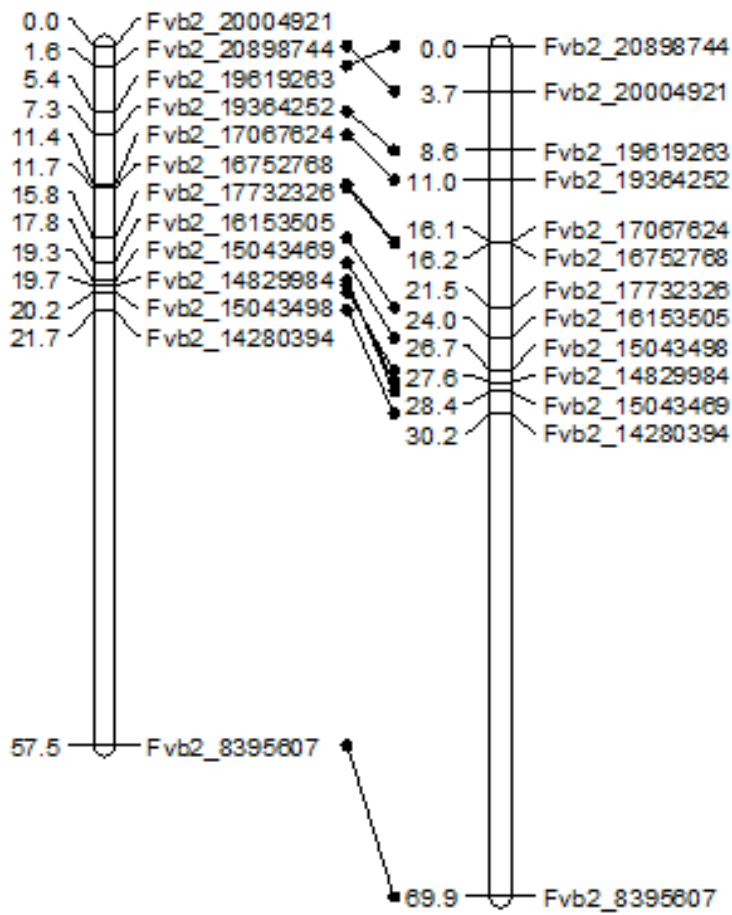 0.0 Fvb2_20004921
1.6 Fvb2_20898744
5.4 Fvb2_19619263
7.3 Fvb2_19364252
11.4 Fvb2_17067624
11.7 Fvb2_16752768
15.8 Fvb2_17732326
17.8 Fvb2_16153505
19.3 Fvb2_15043469
19.7 Fvb2_14829984
20.2 Fvb2_15043498
21.7 Fvb2_14280394
57.5 Fvb2_8395607
0.0 Fvb2_20898744
3.7 Fvb2_20004921
8.6 Fvb2_19619263
11.0 Fvb2_19364252
16.1 Fvb2_17067624
16.2 Fvb2_16752768
21.5 Fvb2_17732326
24.0 Fvb2_16153505
26.7 Fvb2_15043498
27.6 Fvb2_14829984
28.4 Fvb2_15043469
30.2 Fvb2_14280394
69.9 Fvb2_8395607